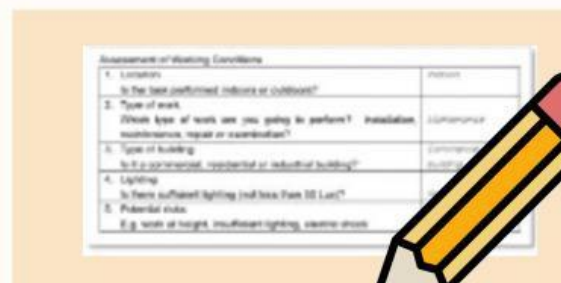 Assessment of Working Conditions
1. Location
Indoors
Is the task performed indoors or outdoors?
2. Type of work
Which type of work are you going to perform? Installation,
maintenance, repair or examination?
Maintenance
3. Type of building
Commercial
Is it a commercial, residential or industrial building?
building
4. Lighting
Is there sufficient lighting (not less than 50 Lux)?
5. Potential risks
E.g. work at height, insufficient lighting, electric shock